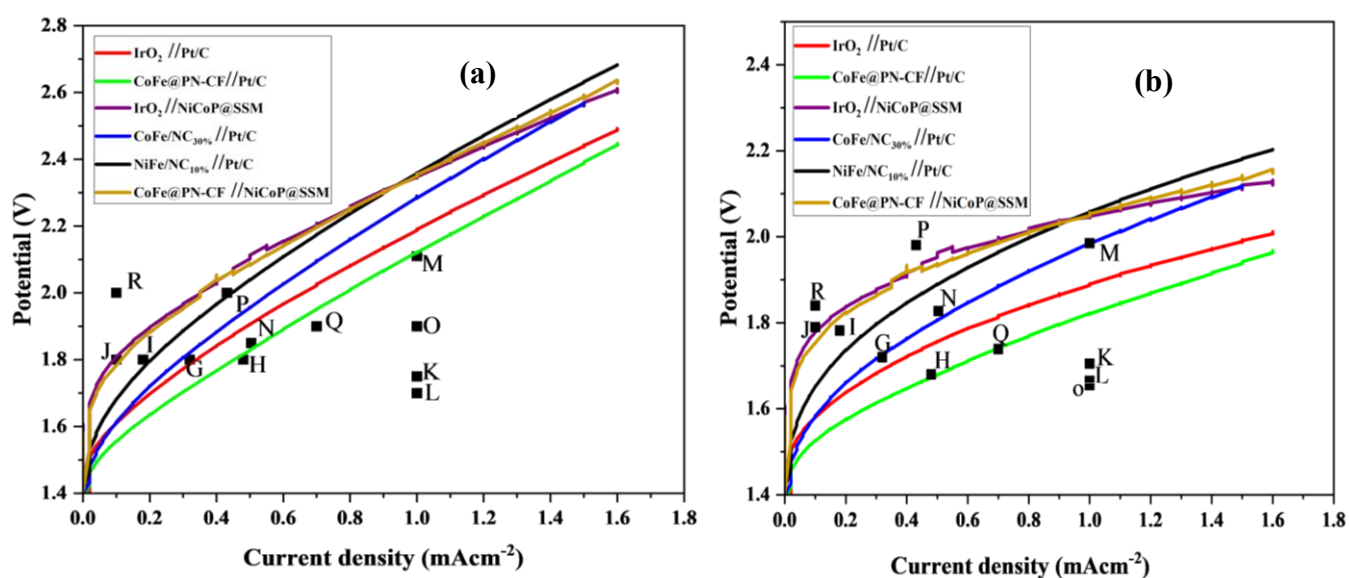 (a)
IrO₂ //Pt/C
CoFe@PN-CF//Pt/C
IrO₂ //NiCoP@SSM
CoFe/NC₃₀% //Pt/C
NiFe/NC₁₀% //Pt/C
CoFe@PN-CF //NiCoP@SSM
Potential (V)
2.8
2.6
2.4
2.2
2.0
1.8
1.6
1.4
R
P
M
J
I
G
N
H
Q
O
K
L
0.0 0.2 0.4 0.6 0.8 1.0 1.2 1.4 1.6 1.8
Current density (mAcm⁻²)
(b)
IrO₂ //Pt/C
CoFe@PN-CF//Pt/C
IrO₂ //NiCoP@SSM
CoFe/NC₃₀% //Pt/C
NiFe/NC₁₀% //Pt/C
CoFe@PN-CF //NiCoP@SSM
Potential (V)
2.4
2.2
2.0
1.8
1.6
1.4
P
M
R
J
I
N
G
H
Q
K
L
o
0.0 0.2 0.4 0.6 0.8 1.0 1.2 1.4 1.6 1.8
Current density (mAcm⁻²)